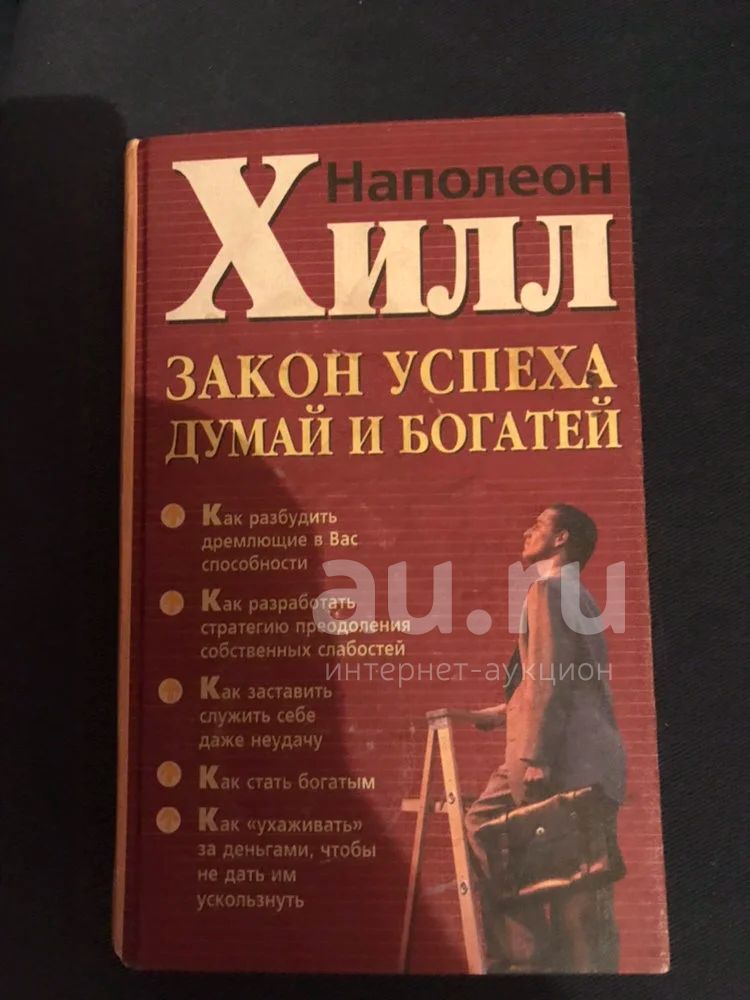 Наполеон
Хилл
ЗАКОН УСПЕХА
ДУМАЙ И БОГАТЕЙ
Как разбудить
дремлющие в Вас
способности
Как разработать
стратегию преодоления
собственных слабостей
Как заставить
служить себе
даже неудачу
Как стать богатым
Как «ухаживать»
за деньгами, чтобы
не дать им
ускользнуть
au.ru
интернет-аукцион